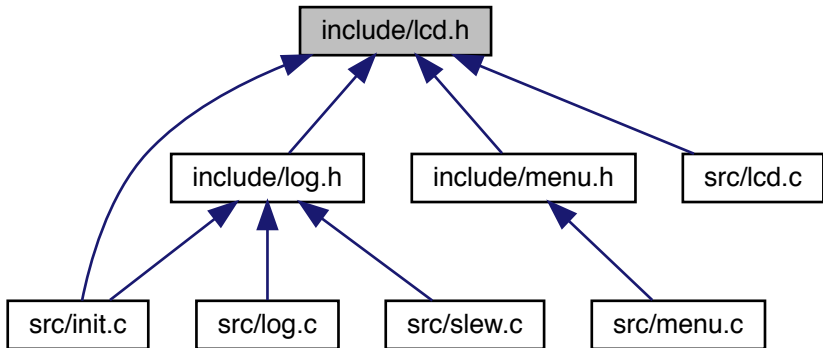 include/lcd.h
include/log.h
include/menu.h
src/lcd.c
src/init.c
src/log.c
src/slew.c
src/menu.c